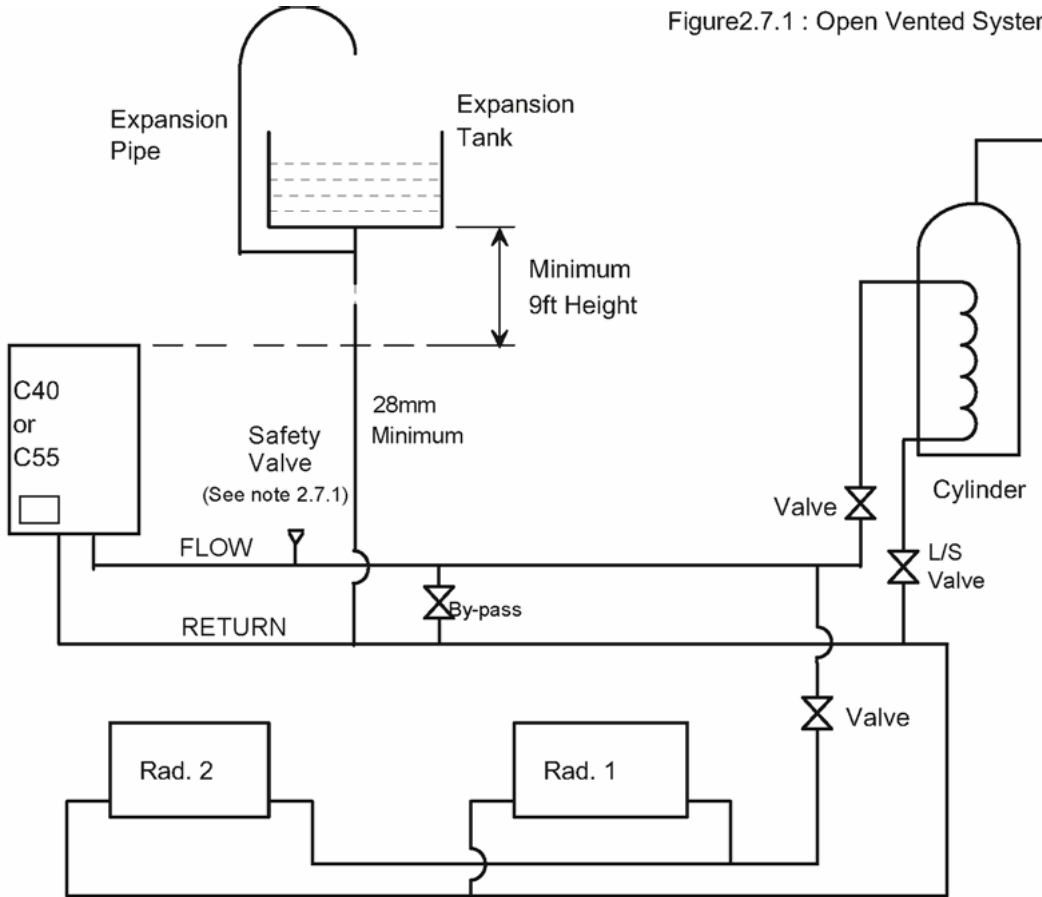 Figure2.7.1 : Open Vented System
Expansion
Pipe
Expansion
Tank
Minimum
9ft Height
C40
or
C55
28mm
Minimum
Safety
Valve
(See note 2.7.1)
Cylinder
Valve
FLOW
L/S
Valve
By-pass
RETURN
Valve
Rad. 2
Rad. 1